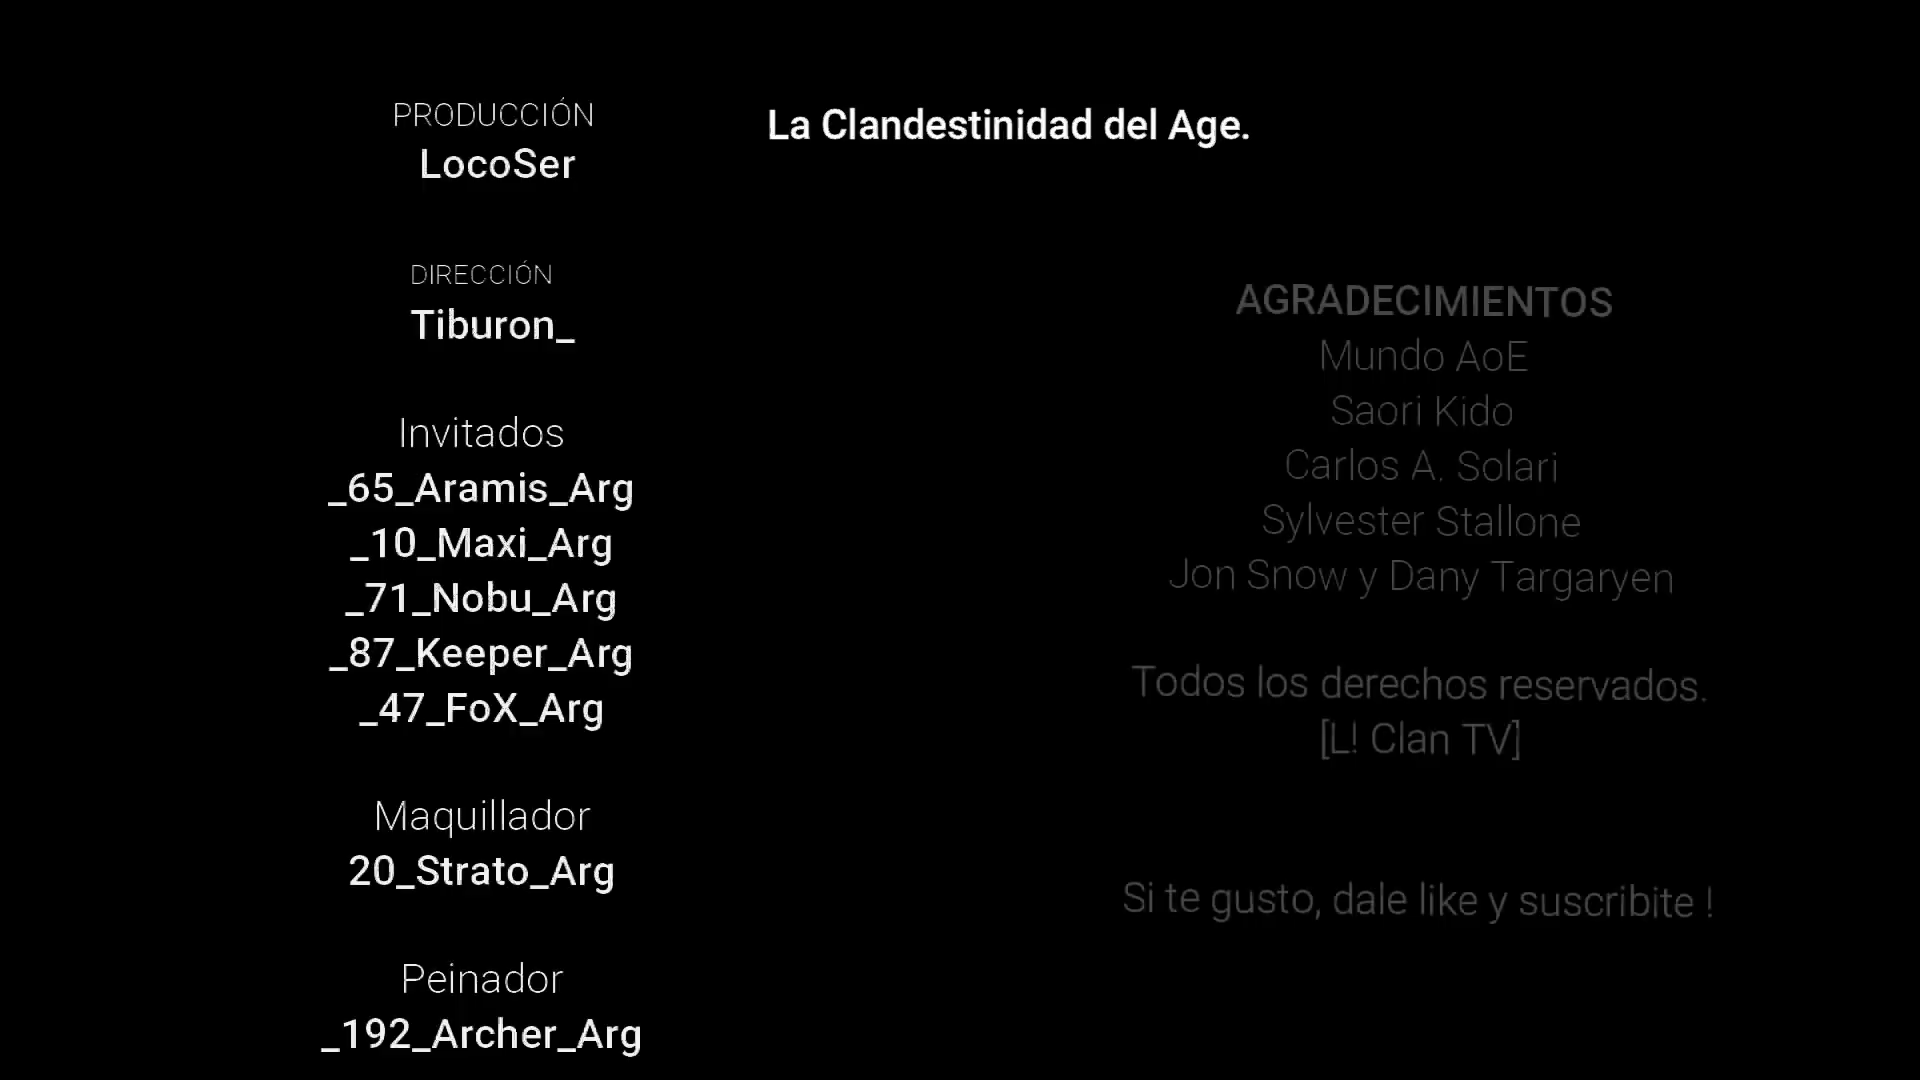 PRODUCCIÓN
LocoSer
DIRECCIÓN
Tiburon_
Invitados
_65_Aramis_Arg
_10_Maxi_Arg
_71_Nobu_Arg
_87_Keeper_Arg
_47_FoX_Arg
Maquillador
20_Strato_Arg
Peinador
_192_Archer_Arg
La Clandestinidad del Age.
AGRADECIMIENTOS
Mundo AoE
Saori Kido
Carlos A. Solari
Sylvester Stallone
Jon Snow y Dany Targaryen
Todos los derechos reservados.
[L! Clan TV]
Si te gusto, dale like y suscribite !